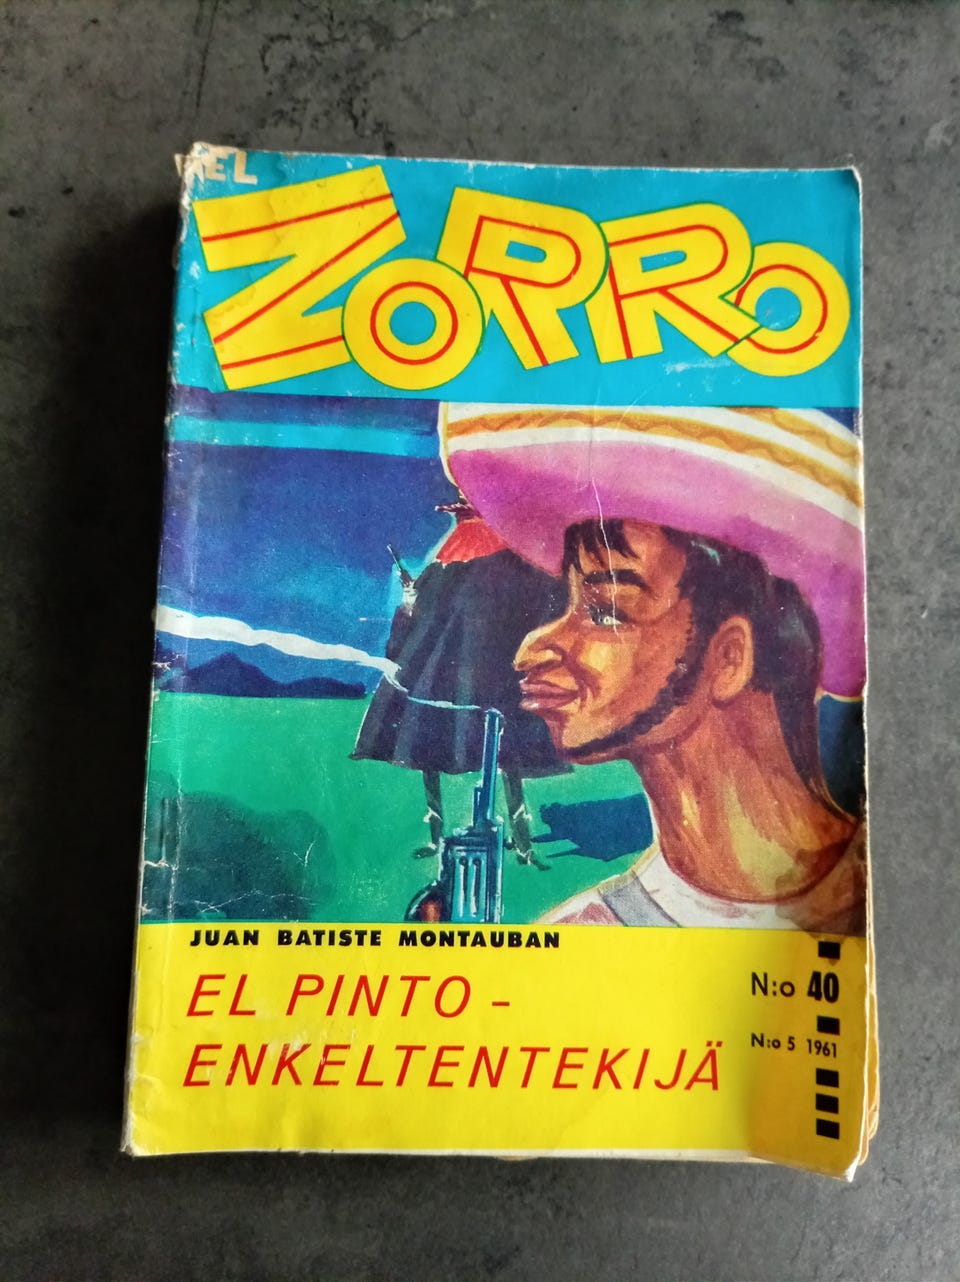 EL
ZORRO
JUAN BATISTE MONTAUBAN
EL PINTO -
ENKELTENTEKIJÄ
N:o 40
N:o 5 1961